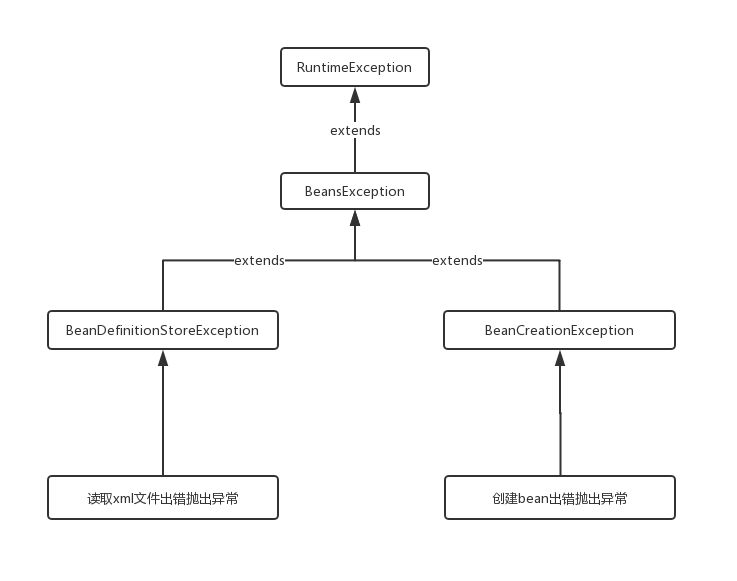 RuntimeException
extends
BeansException
extends
extends
BeanDefinitionStoreException
BeanCreationException
读取xml文件出错抛出异常
创建bean出错抛出异常